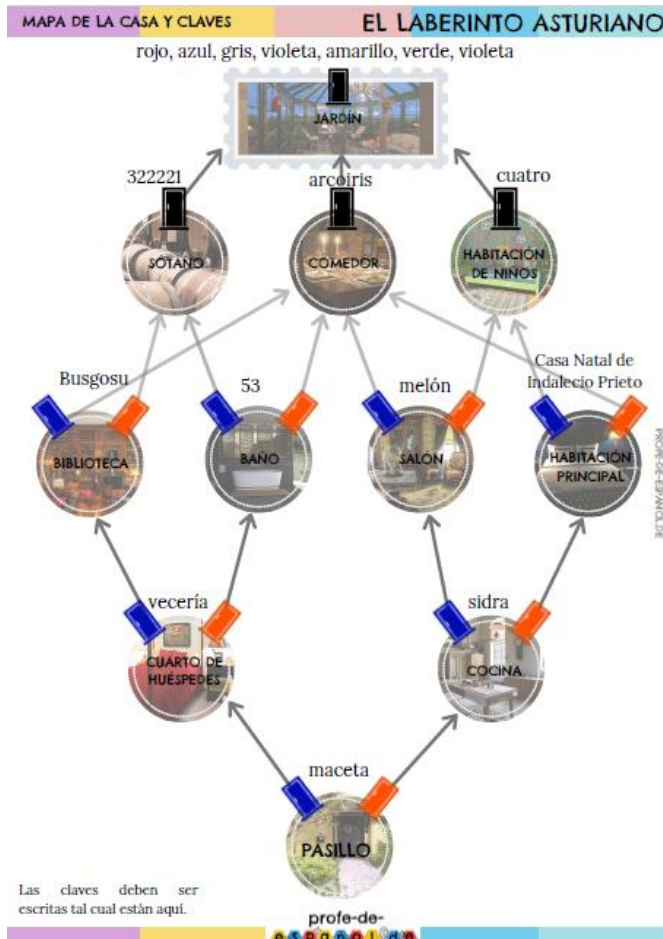 MAPA DE LA CASA Y CLAVES
EL LABERINTO ASTURIANO
rojo, azul, gris, violeta, amarillo, verde, violeta
JARDÍN
322221
arcoiris
cuatro
SÓTANO
COMEDOR
HABITACIÓN
DE NIÑOS
Busgosu
53
melón
Casa Natal de
Indalecio Prieto
BIBLIOTECA
BAÑO
SALÓN
HABITACIÓN
PRINCIPAL
PROFE-DE-ESPANOL.DE
vecería
sidra
CUARTO DE
HUÉSPEDES
COCINA
maceta
PASILLO
Las claves deben ser
escritas tal cual están aquí.
profe-de-
español.de